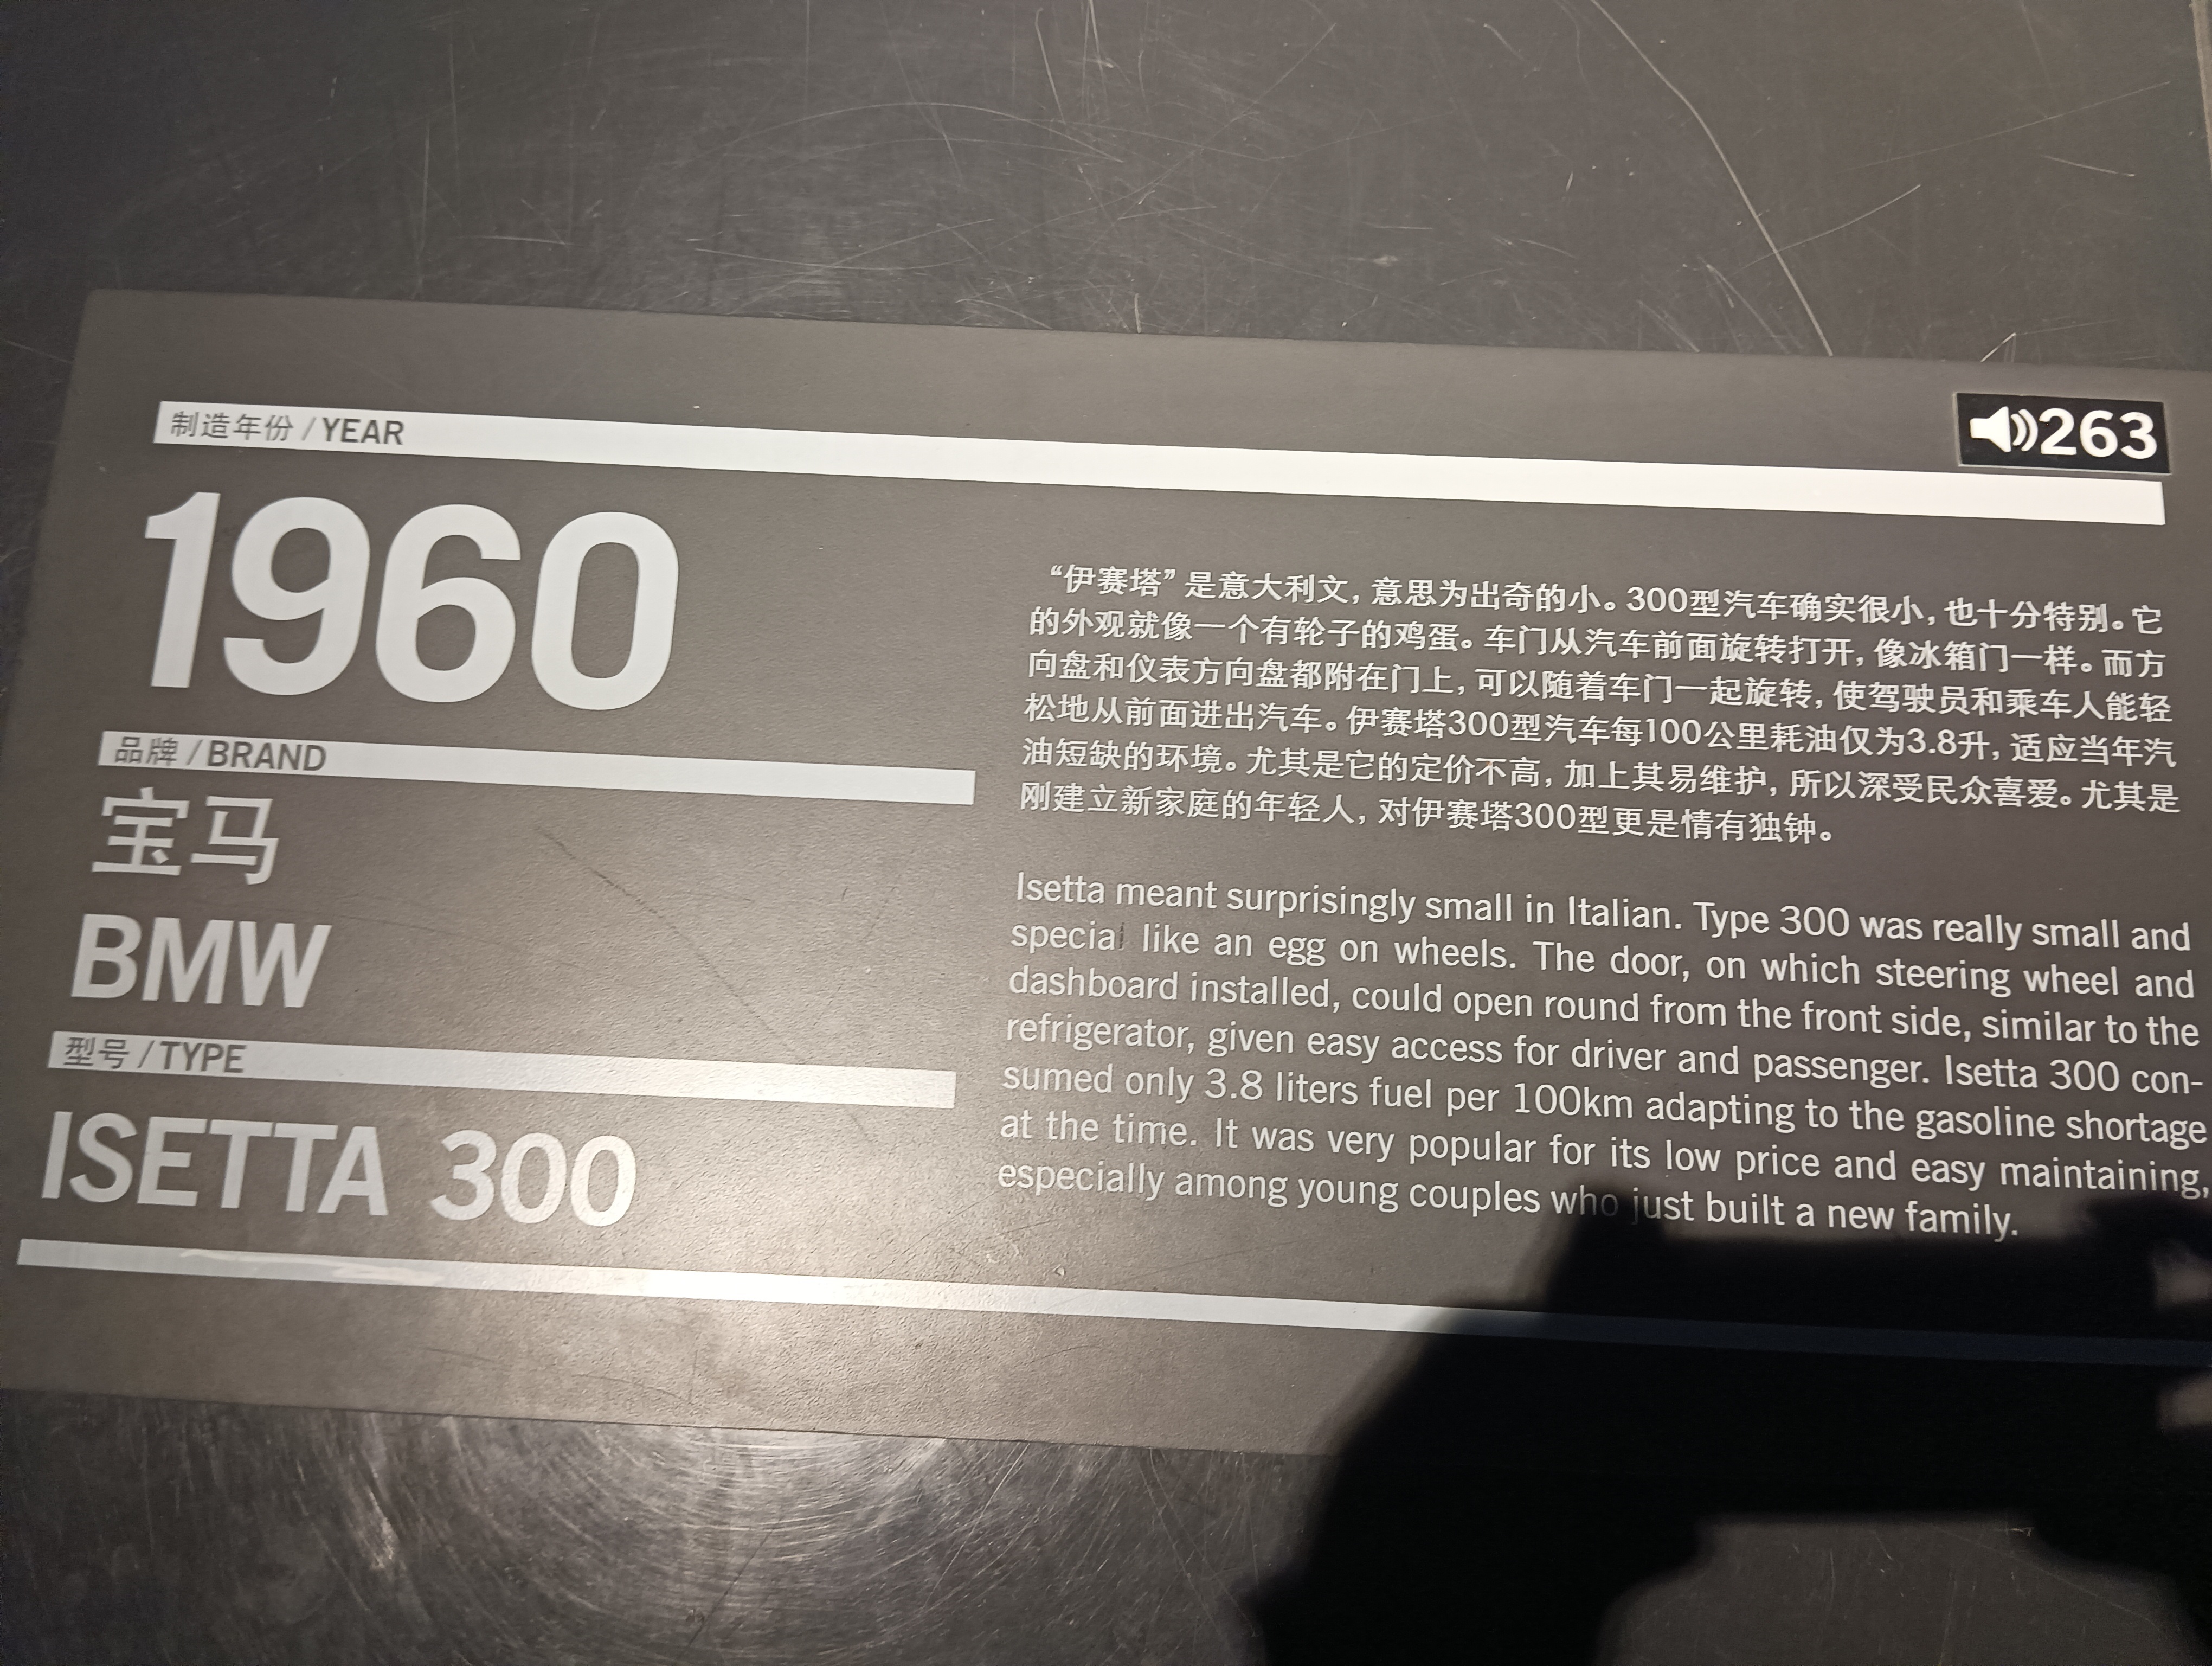 制造年份 / YEAR
263
1960
品牌 / BRAND
宝马
BMW
型号 / TYPE
ISETTA 300
“伊赛塔”是意大利文，意思为出奇的小。300型汽车确实很小，也十分特别。它
的外观就像一个有轮子的鸡蛋。车门从汽车前面旋转打开，像冰箱门一样。而方
向盘和仪表方向盘都附在门上，可以随着车门一起旋转，使驾驶员和乘车人能轻
松地从前面进出汽车。伊赛塔300型汽车每100公里耗油仅为3.8升，适应当年汽
油短缺的环境。尤其是它的定价不高，加上其易维护，所以深受民众喜爱。尤其是
刚建立新家庭的年轻人，对伊赛塔300型更是情有独钟。
Isetta meant surprisingly small in Italian. Type 300 was really small and
special like an egg on wheels. The door, on which steering wheel and
dashboard installed, could open round from the front side, similar to the
refrigerator, given easy access for driver and passenger. Isetta 300 con-
sumed only 3.8 liters fuel per 100km adapting to the gasoline shortage
at the time. It was very popular for its low price and easy maintaining,
especially among young couples who just built a new family.